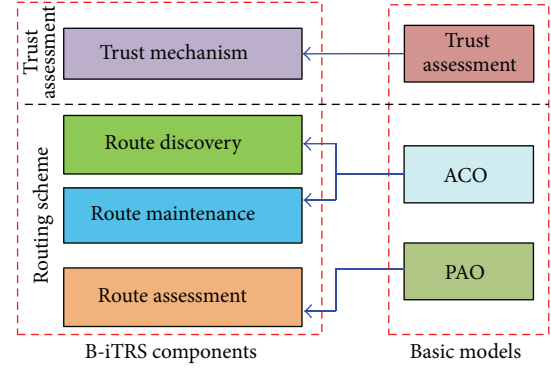 Trust
assessment
Trust mechanism
Trust
assessment
Routing scheme
Route discovery
Route maintenance
Route assessment
ACO
PAO
B-iTRS components
Basic models